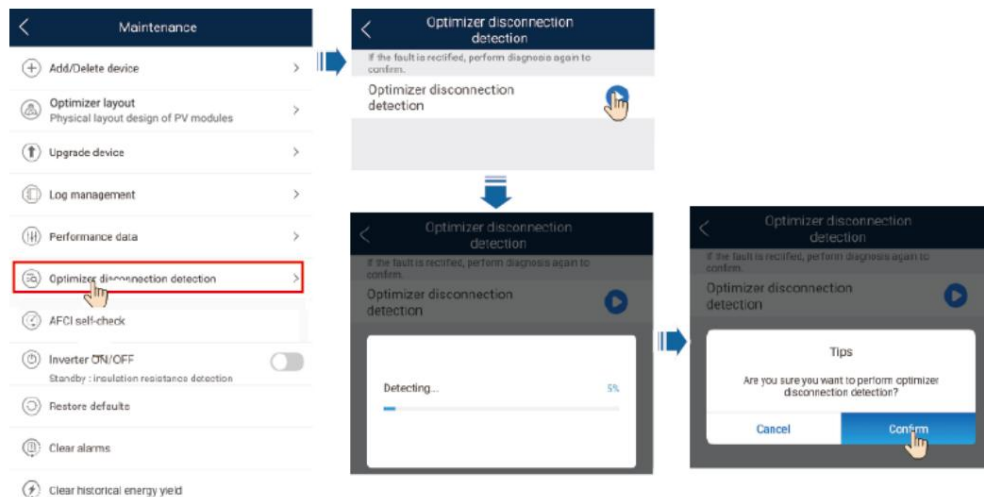 Maintenance
Add/Delete device
Optimizer layout
Physical layout design of PV modules
Upgrade device
Log management
Performance data
Optimizer disconnection detection
AFCI self-check
Inverter ON/OFF
Standby : insulation resistance detection
Restore defaults
Clear alarms
Clear historical energy yield
Optimizer disconnection
detection
If the fault is rectified, perform diagnosis again to
confirm.
Optimizer disconnection
detection
Optimizer disconnection
detection
If the fault is rectified, perform diagnosis again to
confirm.
Optimizer disconnection
detection
Detecting...
5%
Optimizer disconnection
detection
If the fault is rectified, perform diagnosis again to
confirm.
Optimizer disconnection
detection
Tips
Are you sure you want to perform optimizer
disconnection detection?
Cancel
Confirm